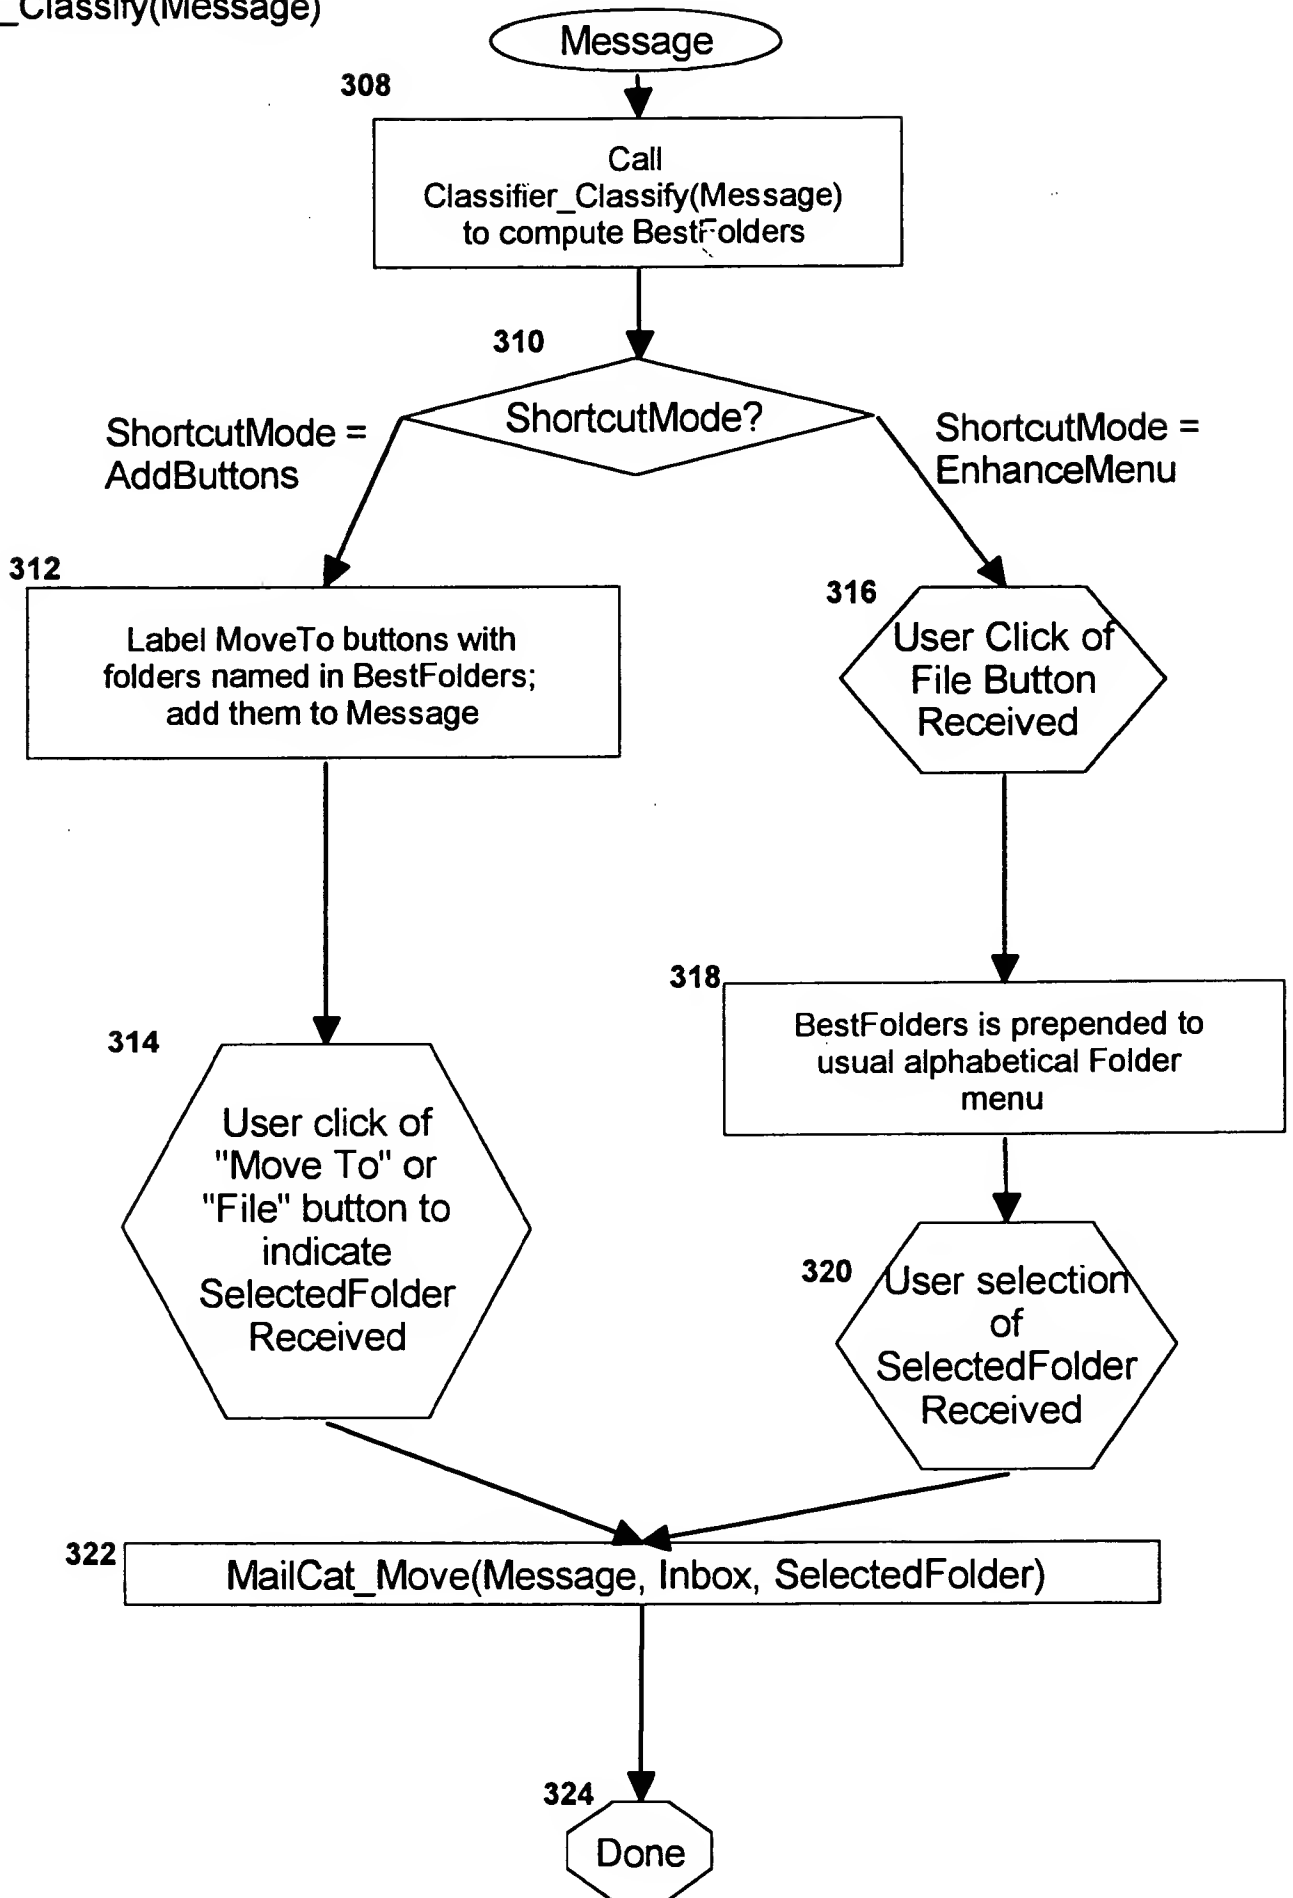 _Classify(Message)
Message
308
Call
Classifier_Classify(Message)
to compute BestFolders
310
ShortcutMode?
ShortcutMode =
AddButtons
ShortcutMode =
EnhanceMenu
312
Label MoveTo buttons with
folders named in BestFolders;
add them to Message
316
User Click of
File Button
Received
318
BestFolders is prepended to
usual alphabetical Folder
menu
314
User click of
"Move To" or
"File" button to
indicate
SelectedFolder
Received
320
User selection
of
SelectedFolder
Received
322
MailCat_Move(Message, Inbox, SelectedFolder)
324
Done